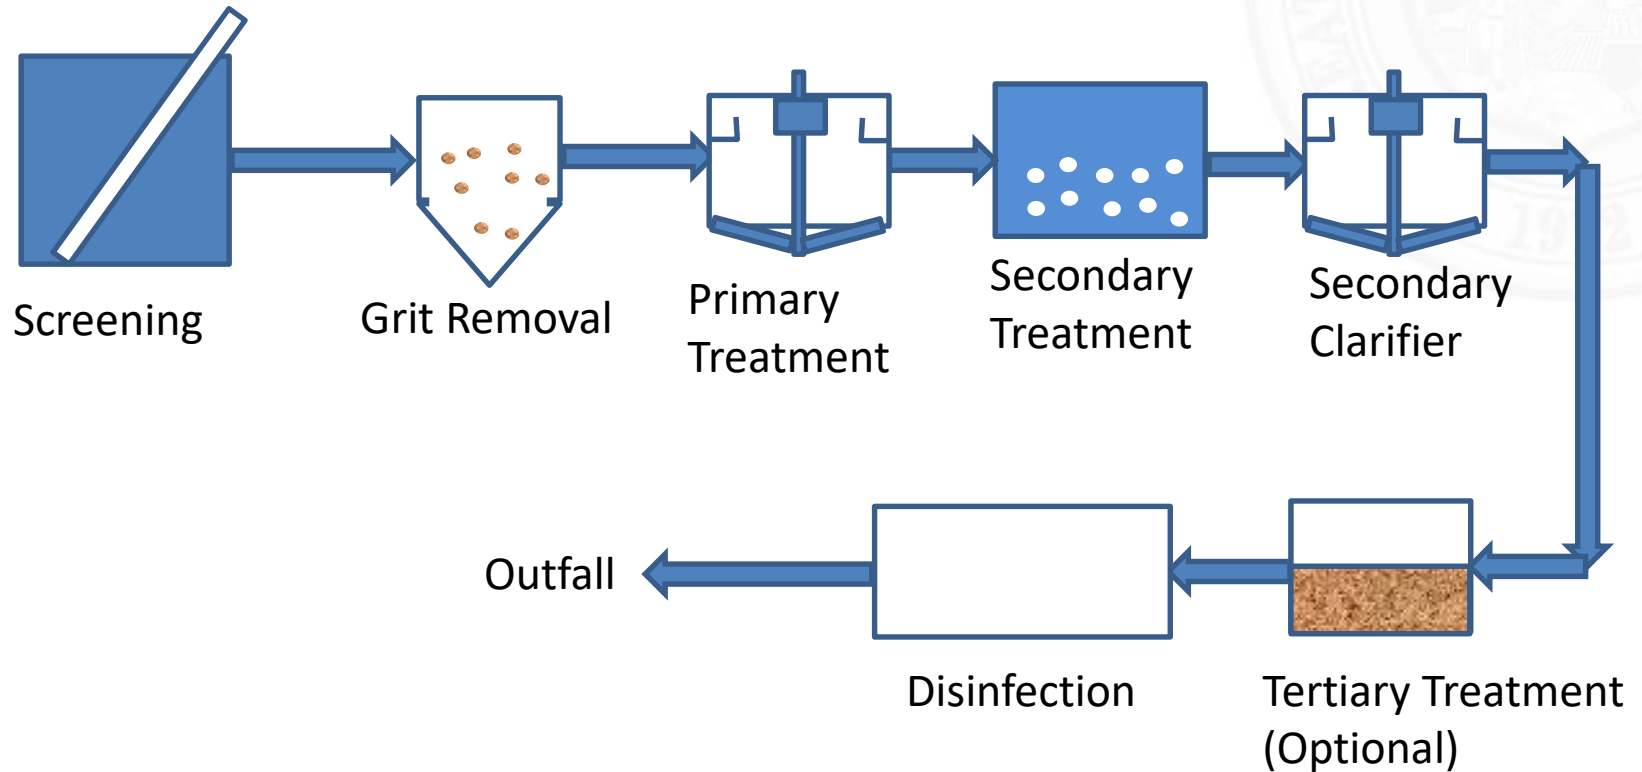 Screening
Grit Removal
Primary
Treatment
Secondary
Treatment
Secondary
Clarifier
Outfall
Disinfection
Tertiary Treatment
(Optional)